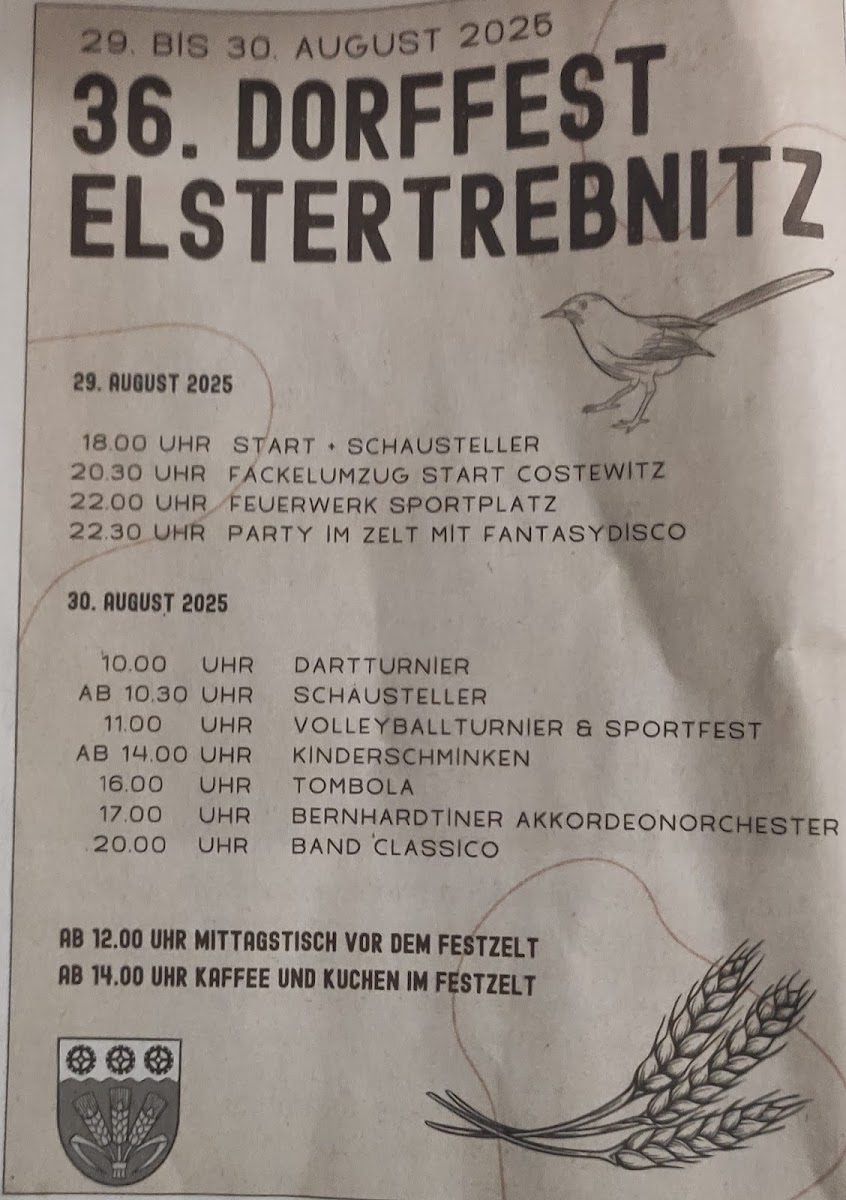 29. BIS 30. AUGUST 2025
36. DORFFEST
ELSTERTREBNITZ
29. AUGUST 2025
18.00 UHR START + SCHAUSTELLER
20.30 UHR FACKELUMZUG START COSTEWITZ
22.00 UHR FEUERWERK SPORTPLATZ
22.30 UHR PARTY IM ZELT MIT FANTASYDISCO
30. AUGUST 2025
10.00 UHR DARTTURNIER
AB 10.30 UHR SCHAUSTELLER
11.00 UHR VOLLEYBALLTURNIER & SPORTFEST
AB 14.00 UHR KINDERSCHMINKEN
16.00 UHR TOMBOLA
17.00 UHR BERNHARDTINER AKKORDEONORCHESTER
20.00 UHR BAND CLASSICO
AB 12.00 UHR MITTAGSTISCH VOR DEM FESTZELT
AB 14.00 UHR KAFFEE UND KUCHEN IM FESTZELT